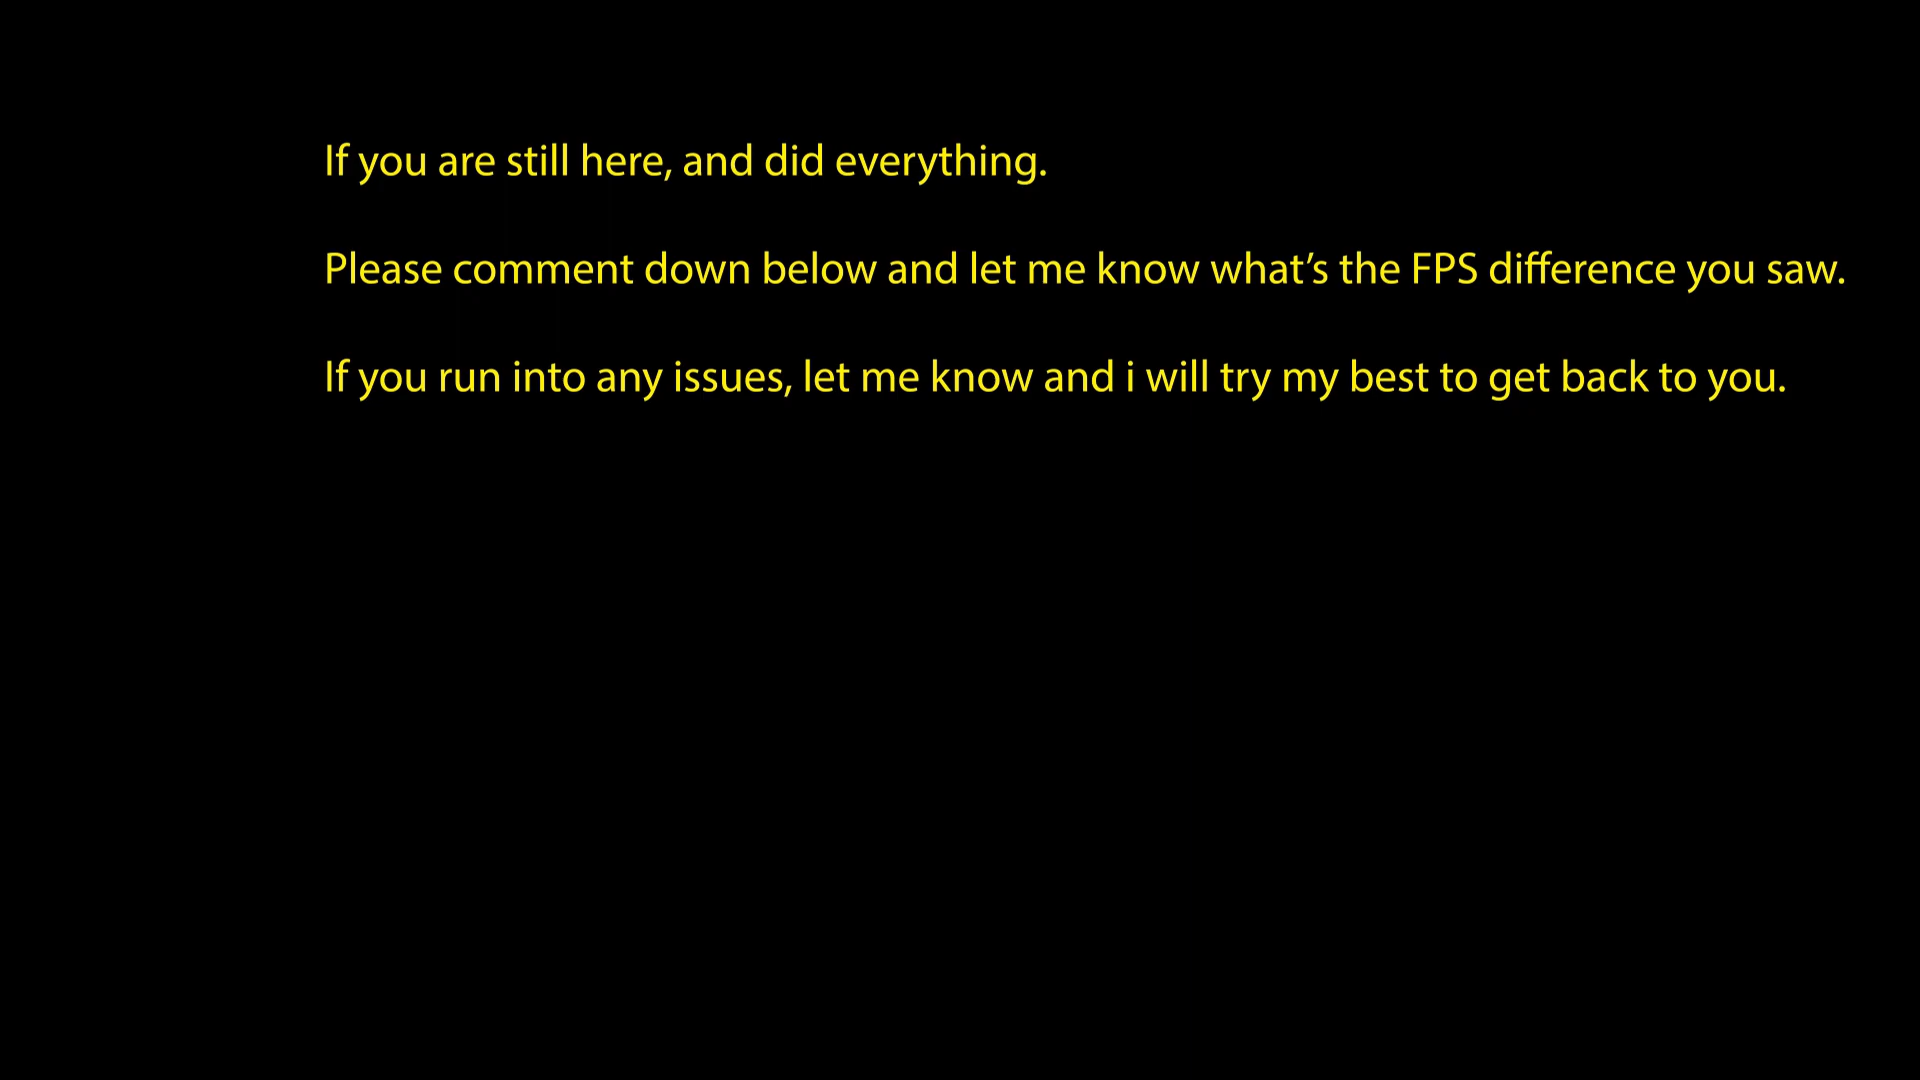 If you are still here, and did everything.
Please comment down below and let me know what’s the FPS difference you saw.
If you run into any issues, let me know and i will try my best to get back to you.